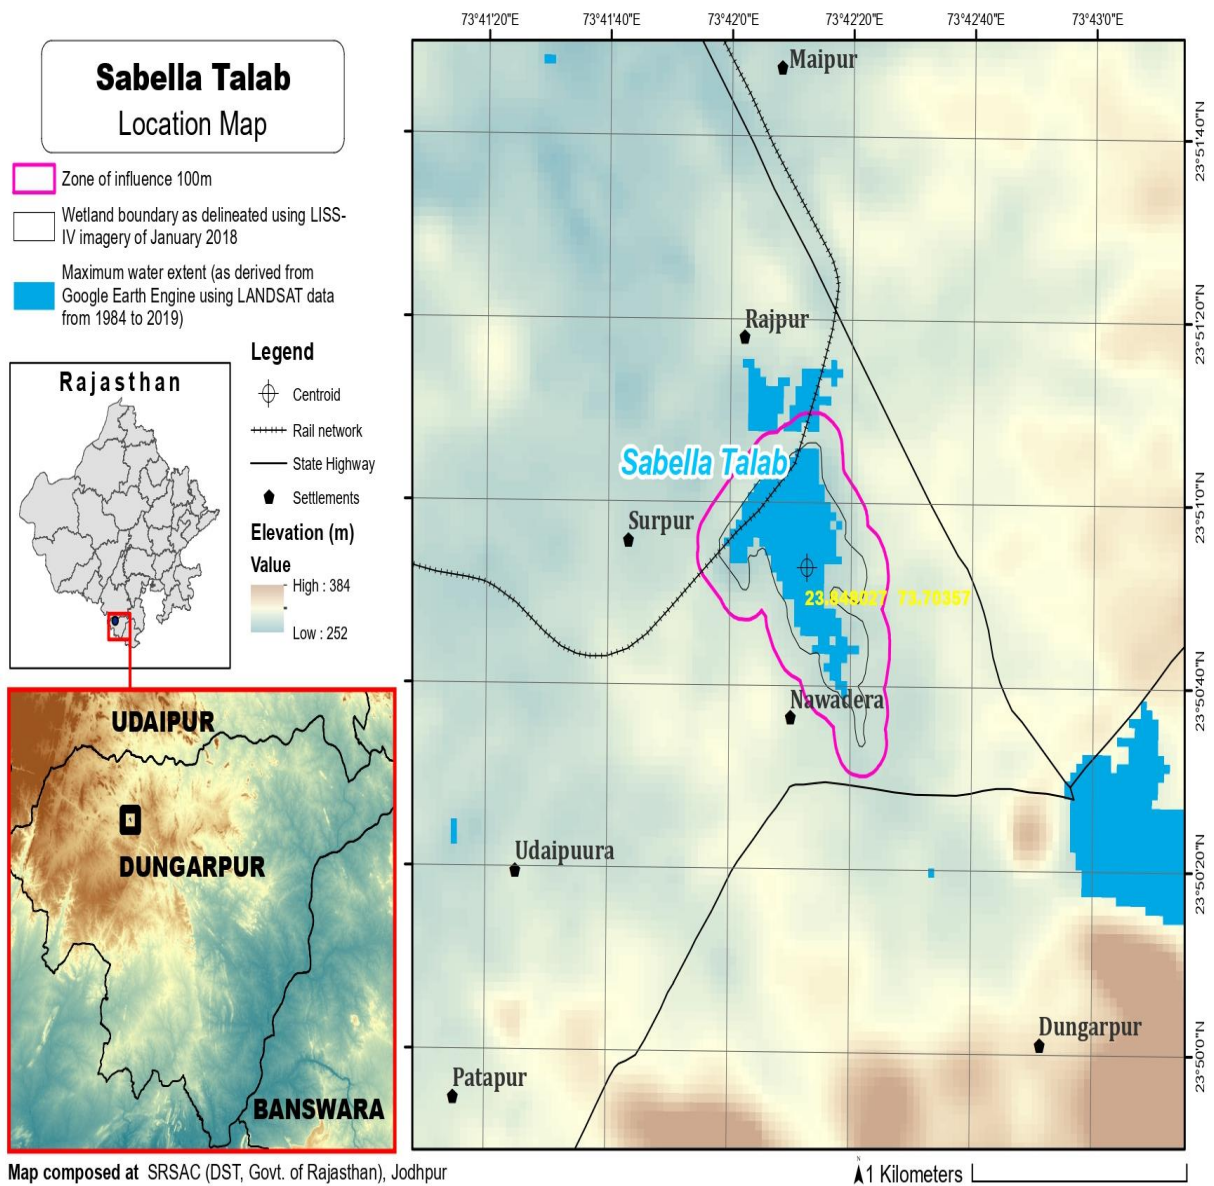 73°41'20"E 73°41'40"E 73°42'0"E 73°42'20"E 73°42'40"E 73°43'0"E
Sabella Talab
Location Map
Zone of influence 100m
Wetland boundary as delineated using LISS-
IV imagery of January 2018
Maximum water extent (as derived from
Google Earth Engine using LANDSAT data
from 1984 to 2019)
Rajasthan
Legend
Centroid
Rail network
State Highway
Settlements
Elevation (m)
Value
High : 384
Low : 252
UDAIPUR
DUNGARPUR
BANSWARA
Maipur
Rajpur
Sabella Talab
Surpur
23.848027 73.70357
Nawadera
Udaipuura
Dungarpur
Patapur
23°51'40"N
23°51'20"N
23°51'0"N
23°50'40"N
23°50'20"N
23°50'0"N
Map composed at SRSAC (DST, Govt. of Rajasthan), Jodhpur
N
1 Kilometers